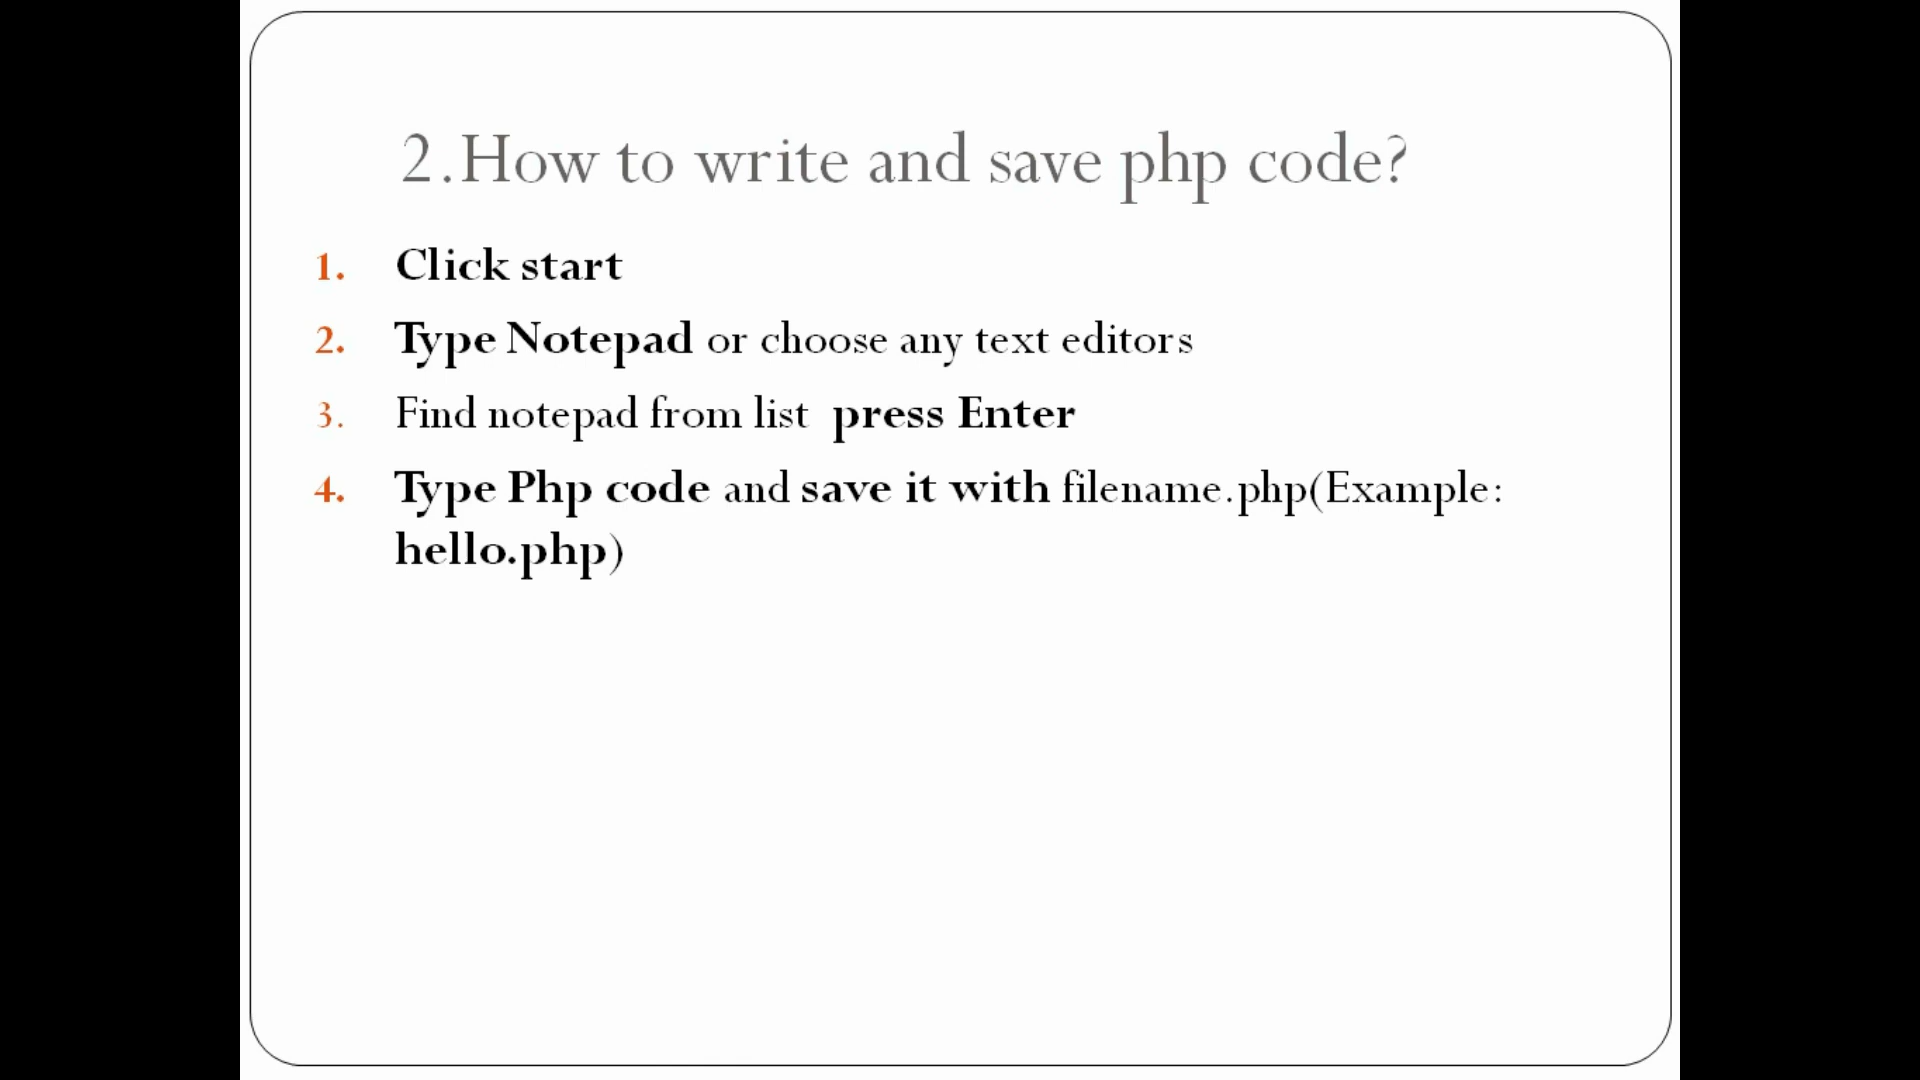 2.How to write and save php code?
1. Click start
2. Type Notepad or choose any text editors
3. Find notepad from list  press Enter
4. Type Php code and save it with filename.php(Example:
hello.php)